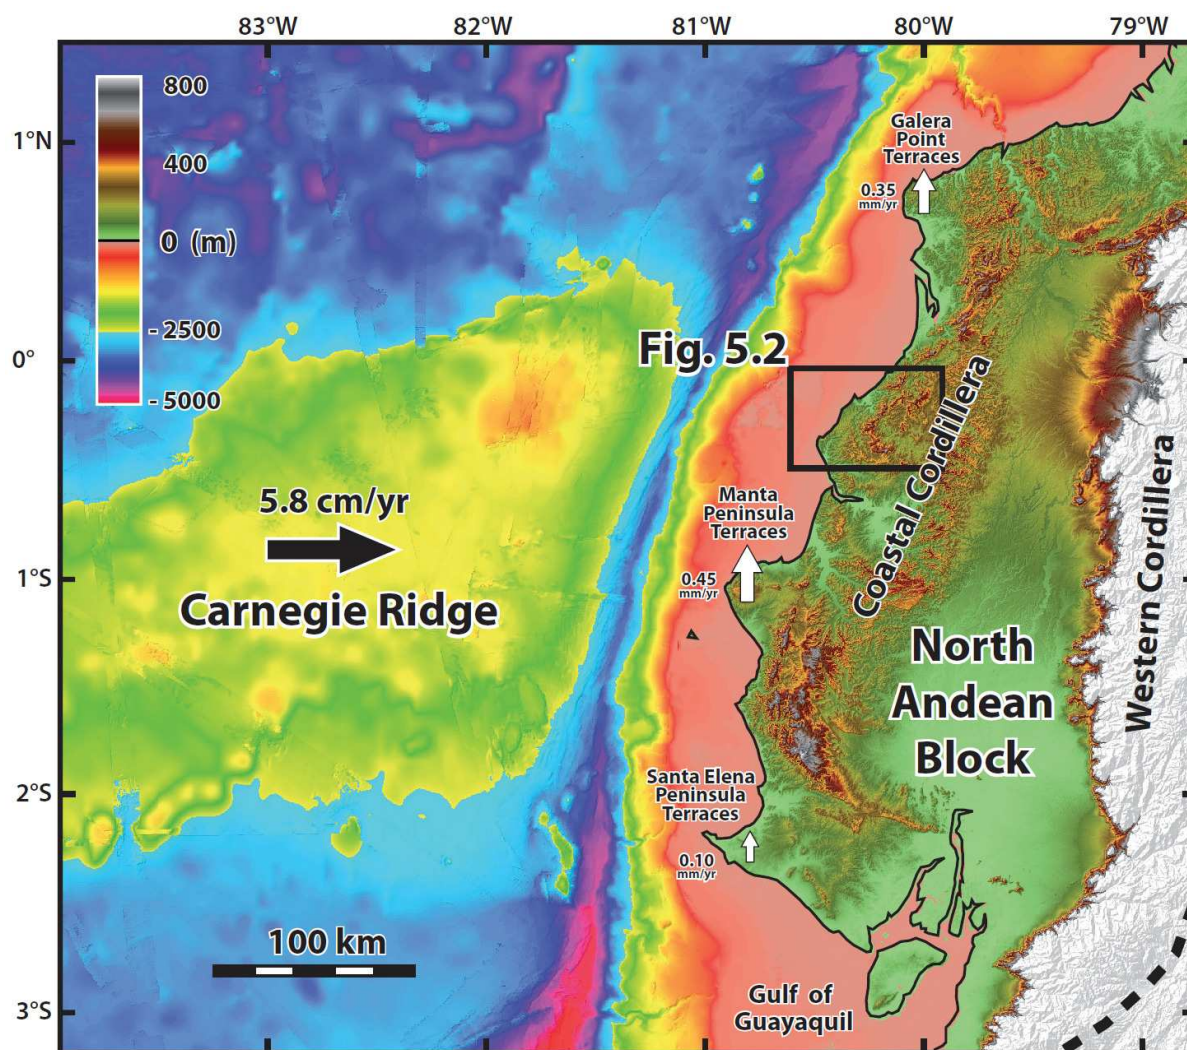 83°W
82°W
81°W
80°W
79°W
800
400
0 (m)
- 2500
- 5000
1°N
0°
1°S
2°S
3°S
Galera
Point
Terraces
0.35
mm/yr
Fig. 5.2
5.8 cm/yr
Carnegie Ridge
Manta
Peninsula
Terraces
0.45
mm/yr
Coastal Cordillera
Western Cordillera
North
Andean
Block
Santa Elena
Peninsula
Terraces
0.10
mm/yr
100 km
Gulf of
Guayaquil